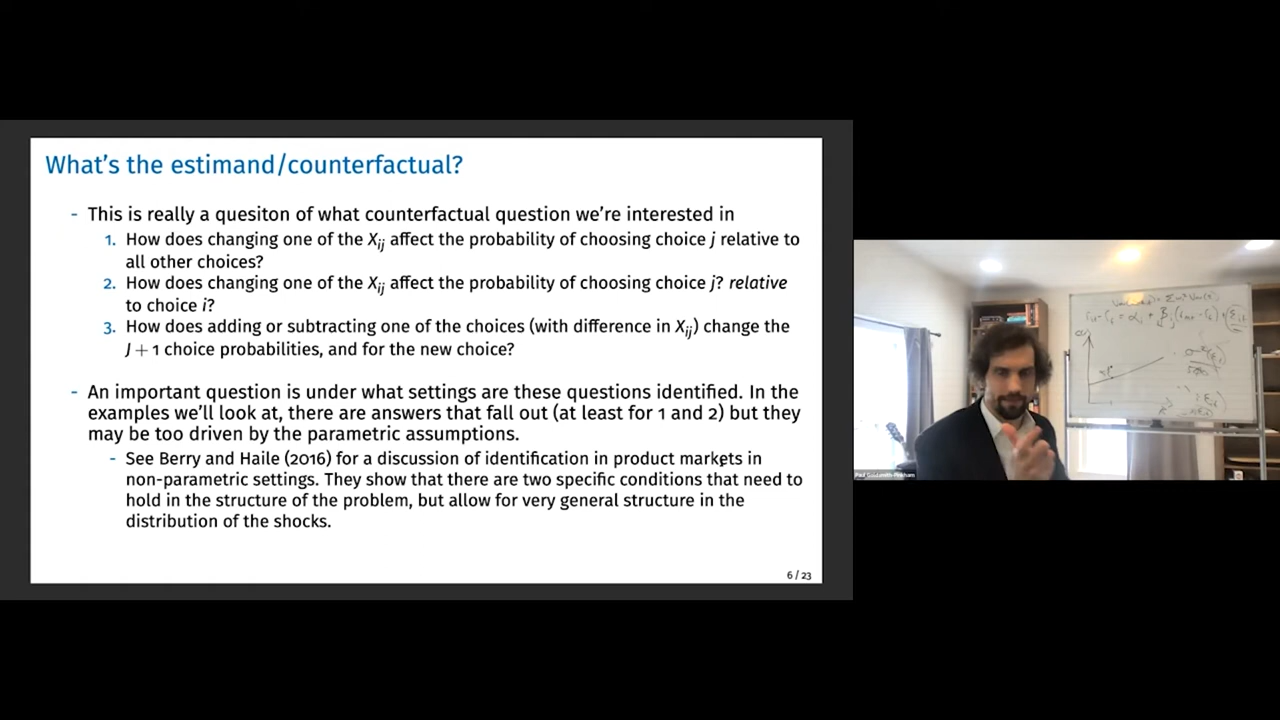 What's the estimand/counterfactual?
- This is really a quesiton of what counterfactual question we're interested in
1. How does changing one of the Xij affect the probability of choosing choice j relative to
all other choices?
2. How does changing one of the Xij affect the probability of choosing choice j? relative
to choice i?
3. How does adding or subtracting one of the choices (with difference in Xij) change the
J + 1 choice probabilities, and for the new choice?
- An important question is under what settings are these questions identified. In the
examples we'll look at, there are answers that fall out (at least for 1 and 2) but they
may be too driven by the parametric assumptions.
- See Berry and Haile (2016) for a discussion of identification in product markets in
non-parametric settings. They show that there are two specific conditions that need to
hold in the structure of the problem, but allow for very general structure in the
distribution of the shocks.
6 / 23
Paul Goldsmith-Pinkham